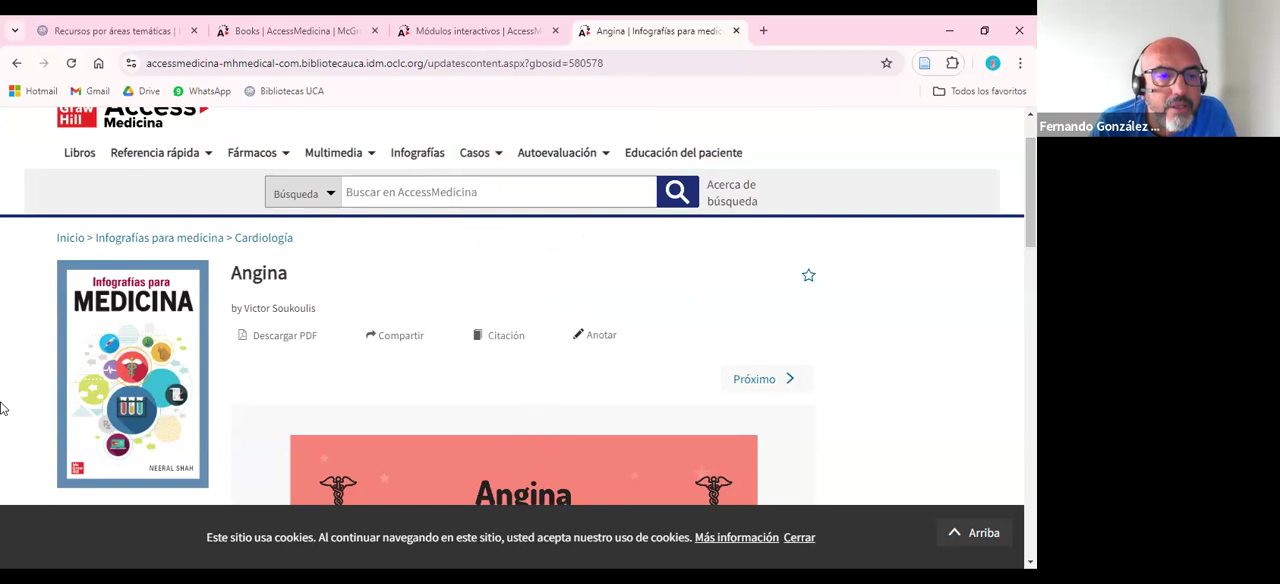 Recursos por áreas temáticas |
Books | AccessMedicina | McGr
Módulos interactivos | AccessM
Angina | Infografías para medic
accessmedicina-mhmedical-com.bibliotecauca.idm.oclc.org/updatescontent.aspx?gbosid=580578
Hotmail
Gmail
Drive
WhatsApp
Bibliotecas UCA
Todos los favoritos
Graw
Hill
Access
Medicina
Libros
Referencia rápida
Fármacos
Multimedia
Infografías
Casos
Autoevaluación
Educación del paciente
Búsqueda
Buscar en AccessMedicina
Acerca de
búsqueda
Inicio > Infografías para medicina > Cardiología
Infografías para
MEDICINA
NEERAL SHAH
Angina
by Victor Soukoulis
Descargar PDF
Compartir
Citación
Anotar
Próximo
Angina
Este sitio usa cookies. Al continuar navegando en este sitio, usted acepta nuestro uso de cookies. Más información Cerrar
Arriba
Fernando González ...